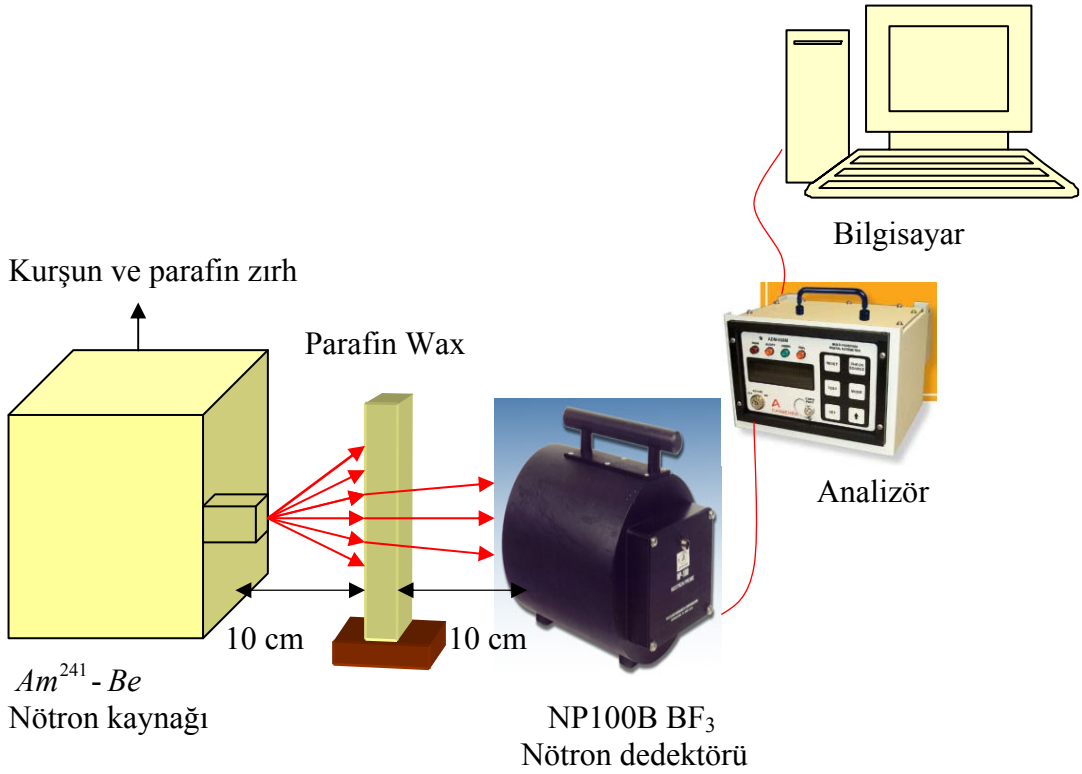 Bilgisayar
Kurşun ve parafin zırh
Parafin Wax
Analizör
10 cm
10 cm
Am²⁴¹ - Be
Nötron kaynağı
NP100B BF₃
Nötron dedektörü